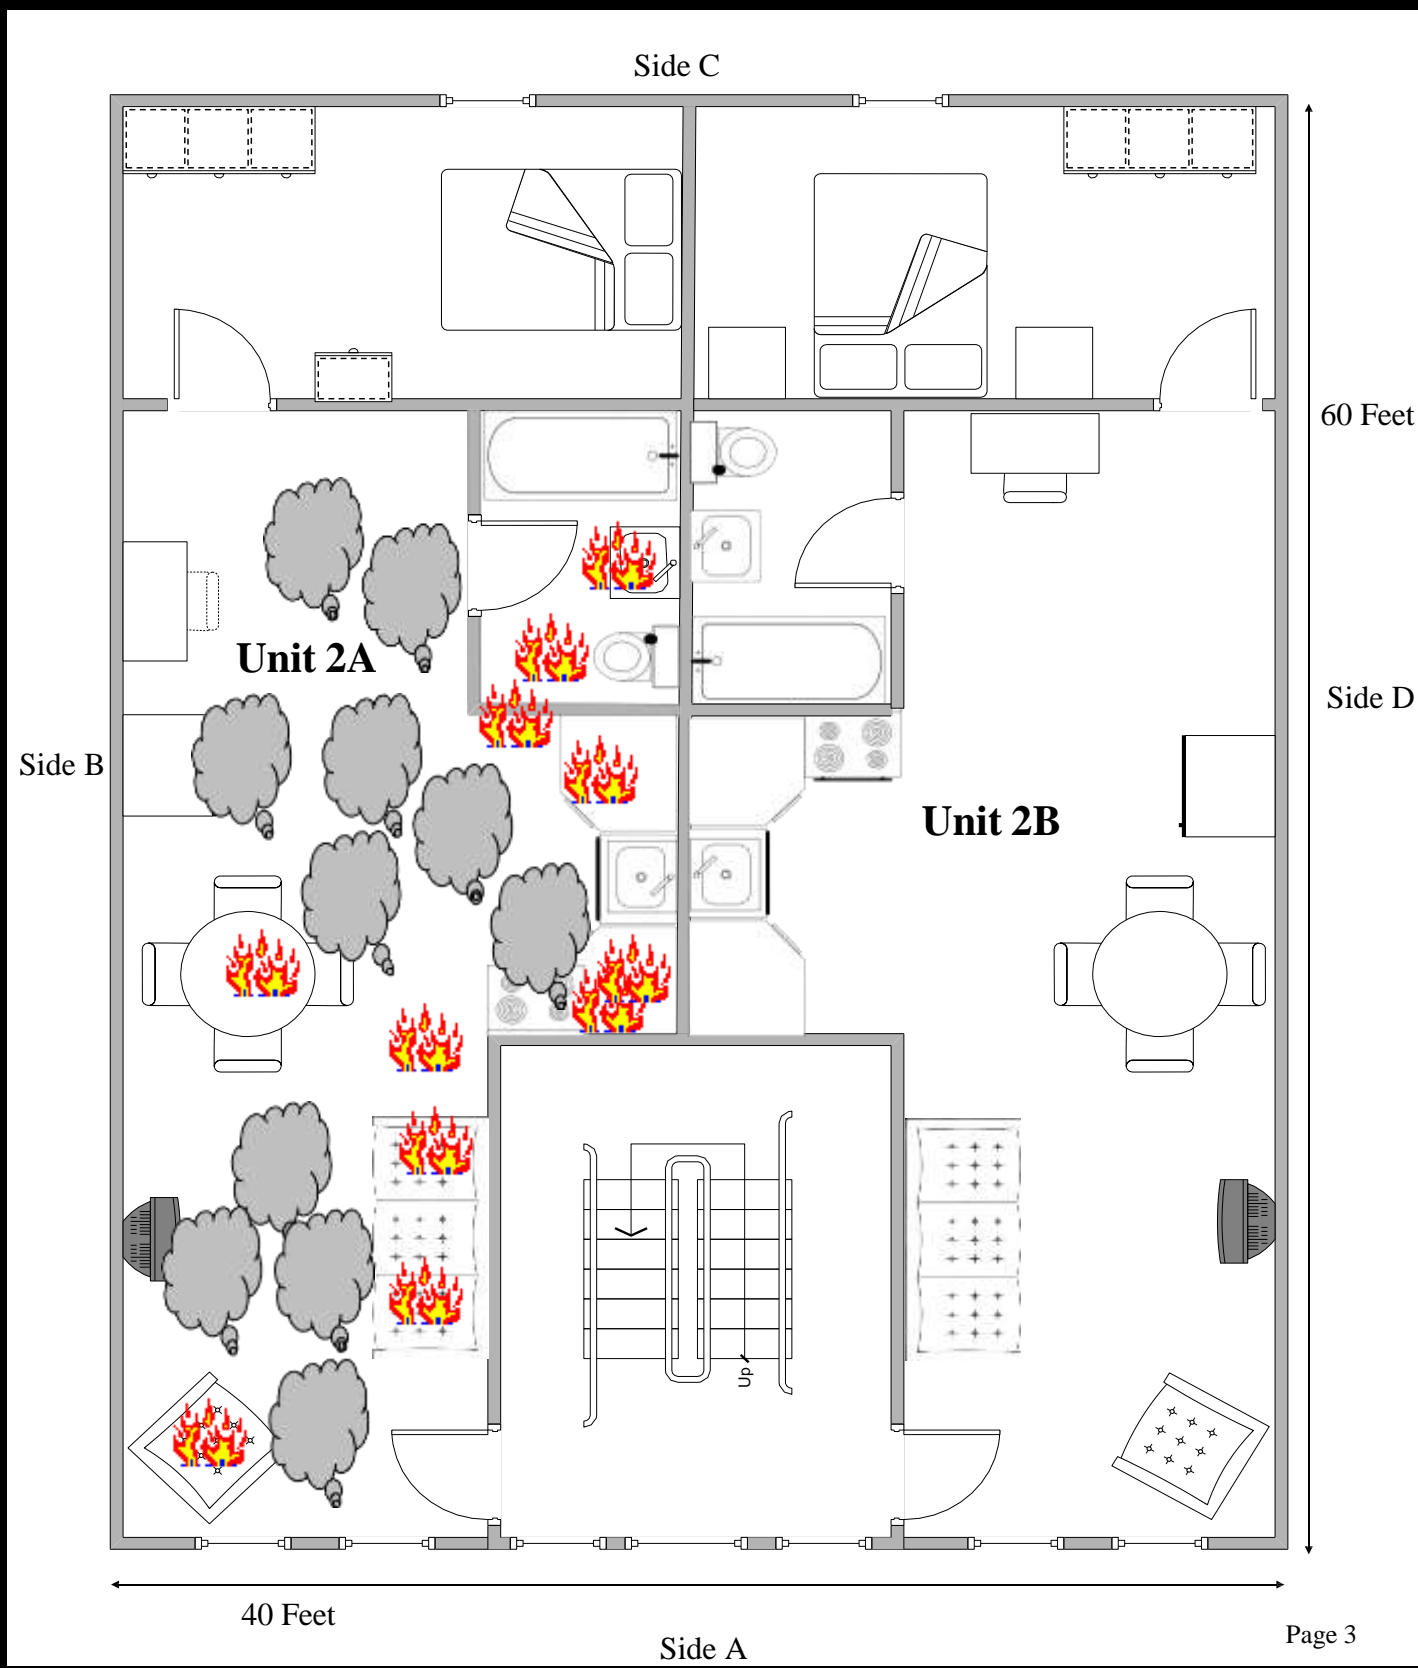 Side C
60 Feet
Unit 2A
Side D
Side B
Unit 2B
Up
40 Feet
Side A
Page 3